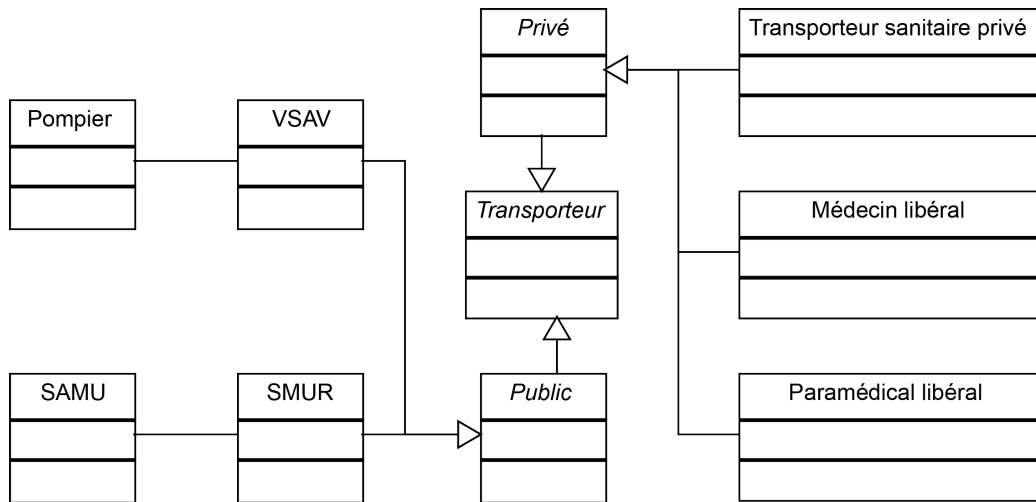 Privé
Transporteur sanitaire privé
Pompier
VSAV
Transporteur
Médecin libéral
SAMU
SMUR
Public
Paramédical libéral